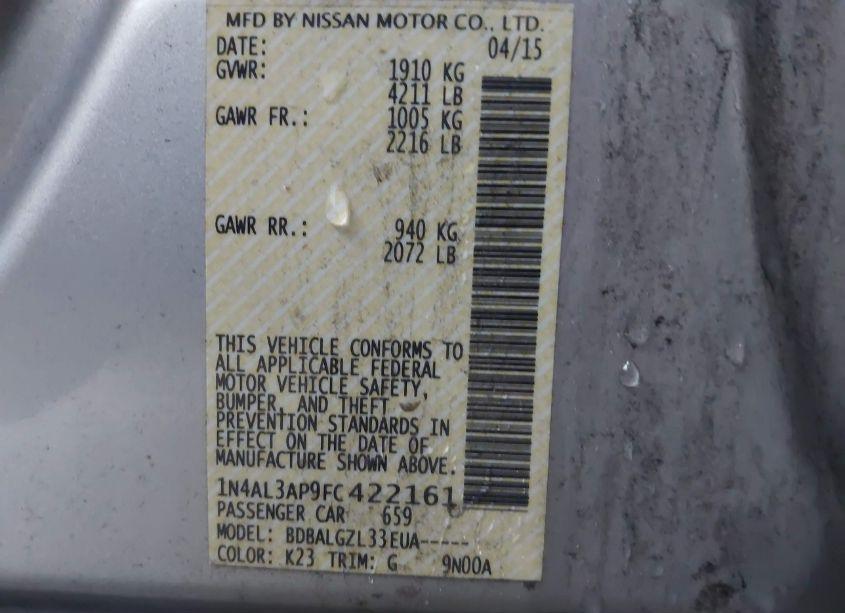 MFD BY NISSAN MOTOR CO., LTD.
DATE: 04/15
GVWR: 1910 KG
4211 LB
GAWR FR.: 1005 KG
2216 LB
GAWR RR.: 940 KG
2072 LB
THIS VEHICLE CONFORMS TO
ALL APPLICABLE FEDERAL
MOTOR VEHICLE SAFETY,
BUMPER, AND THEFT
PREVENTION STANDARDS IN
EFFECT ON THE DATE OF
MANUFACTURE SHOWN ABOVE.
1N4AL3AP9FC422161
PASSENGER CAR 659
MODEL: BDBALGZL33EUA-----
COLOR: K23 TRIM: G 9N00A